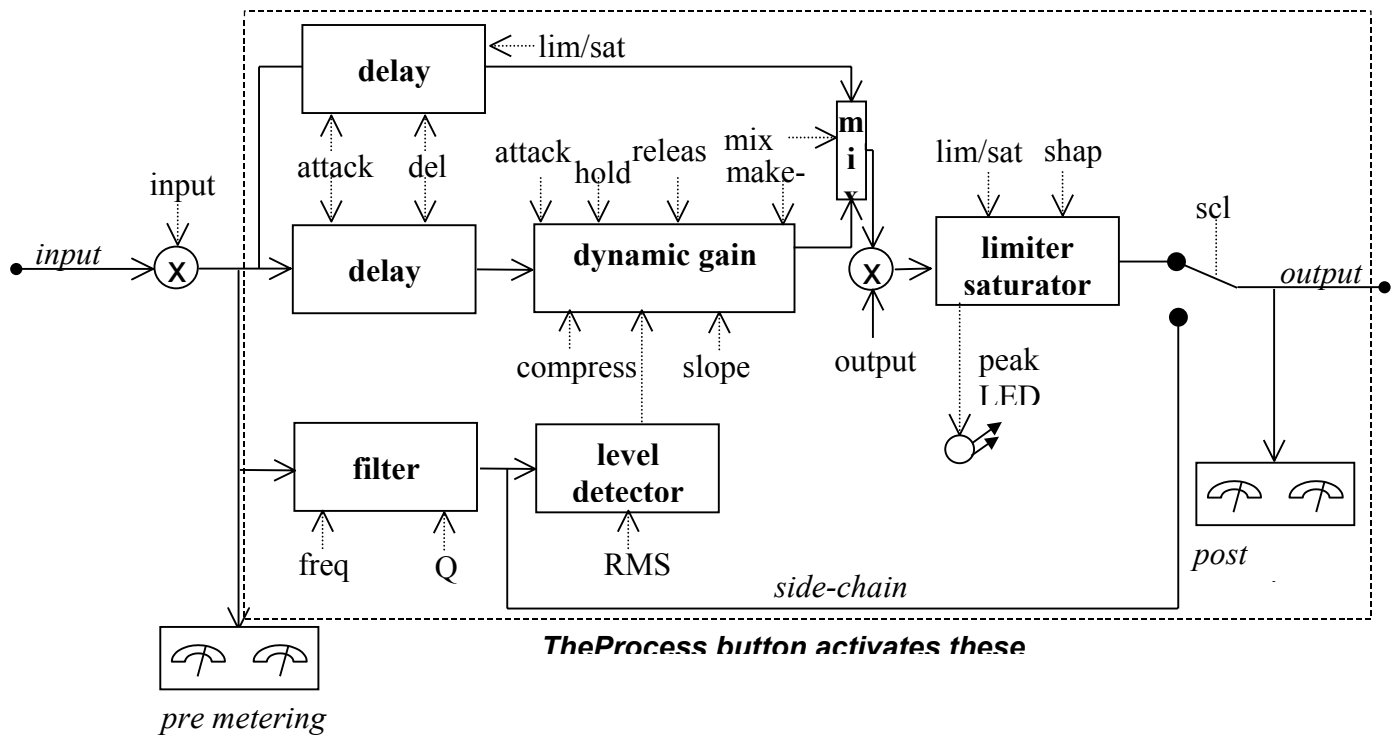 delay
lim/sat
attack
del
attack
hold
releas
mix
make-
m
i
x
lim/sat
shap
scl
input
input
delay
dynamic gain
X
X
limiter
saturator
output
compress
slope
output
peak
LED
filter
level
detector
freq
Q
RMS
side-chain
post
TheProcess button activates these
pre metering